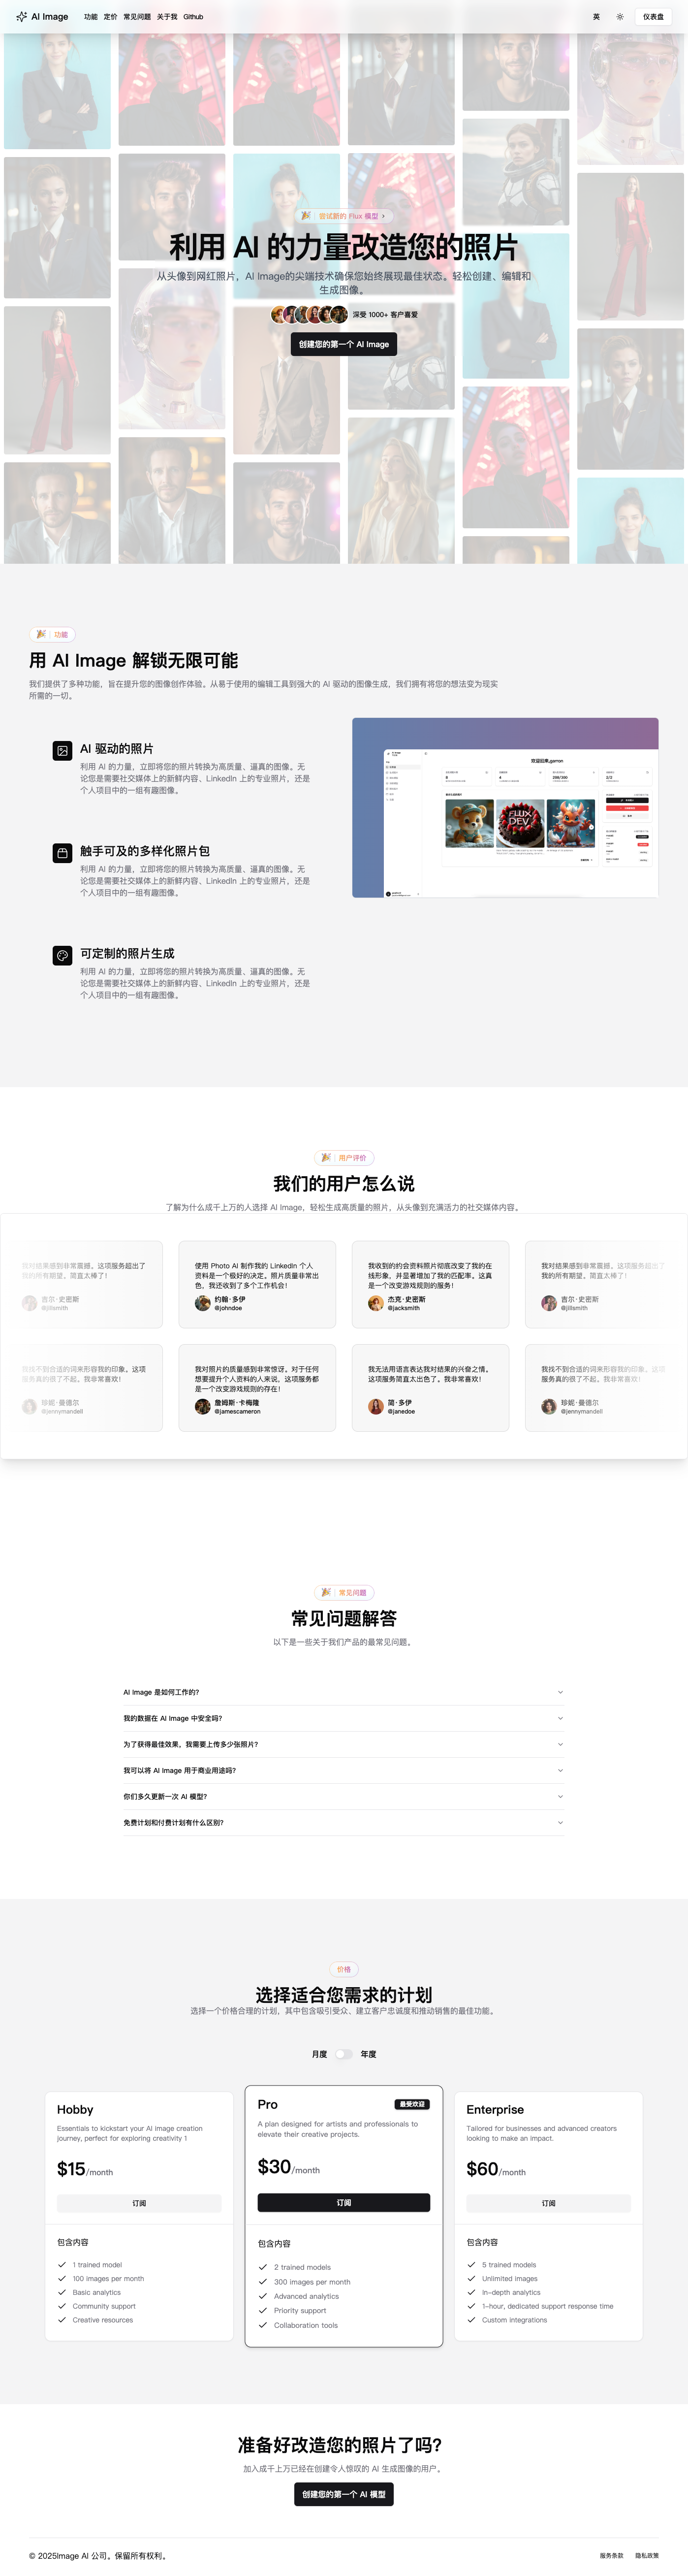 AI Image 功能 定价 常见问题 关于我 Github 英 仪表盘
🎉 尝试新的 Flux 模型 ›
利用 AI 的力量改造您的照片
从头像到网红照片，AI Image的尖端技术确保您始终展现最佳状态。轻松创建、编辑和
生成图像。
深受 1000+ 客户喜爱
创建您的第一个 AI Image
🎉 功能
用 AI Image 解锁无限可能
我们提供了多种功能，旨在提升您的图像创作体验。从易于使用的编辑工具到强大的 AI 驱动的图像生成，我们拥有将您的想法变为现实
所需的一切。
AI 驱动的照片
利用 AI 的力量，立即将您的照片转换为高质量、逼真的图像。无
论您是需要社交媒体上的新鲜内容、LinkedIn 上的专业照片，还是
个人项目中的一组有趣图像。
触手可及的多样化照片包
利用 AI 的力量，立即将您的照片转换为高质量、逼真的图像。无
论您是需要社交媒体上的新鲜内容、LinkedIn 上的专业照片，还是
个人项目中的一组有趣图像。
可定制的照片生成
利用 AI 的力量，立即将您的照片转换为高质量、逼真的图像。无
论您是需要社交媒体上的新鲜内容、LinkedIn 上的专业照片，还是
个人项目中的一组有趣图像。
FLUX
DEV
🎉 用户评价
我们的用户怎么说
了解为什么成千上万的人选择 AI Image，轻松生成高质量的照片，从头像到充满活力的社交媒体内容。
我对结果感到非常震撼。这项服务超出了
我的所有期望。简直太棒了！
吉尔·史密斯
@jillsmith
使用 Photo AI 制作我的 LinkedIn 个人
资料是一个极好的决定。照片质量非常出
色，我还收到了多个工作机会！
约翰·多伊
@johndoe
我收到的约会资料照片彻底改变了我的在
线形象，并显著增加了我的匹配率。这真
是一个改变游戏规则的服务！
杰克·史密斯
@jacksmith
我对结果感到非常震撼。这项服务超出了
我的所有期望。简直太棒了！
吉尔·史密斯
@jillsmith
我找不到合适的词来形容我的印象。这项
服务真的很了不起。我非常喜欢！
珍妮·曼德尔
@jennymandell
我对照片的质量感到非常惊讶。对于任何
想要提升个人资料的人来说，这项服务都
是一个改变游戏规则的存在！
詹姆斯·卡梅隆
@jamescameron
我无法用语言表达我对结果的兴奋之情。
这项服务简直太出色了。我非常喜欢！
简·多伊
@janedoe
我找不到合适的词来形容我的印象。这项
服务真的很了不起。我非常喜欢！
珍妮·曼德尔
@jennymandell
🎉 常见问题
常见问题解答
以下是一些关于我们产品的最常见问题。
AI Image 是如何工作的？
我的数据在 AI Image 中安全吗？
为了获得最佳效果，我需要上传多少张照片？
我可以将 AI Image 用于商业用途吗？
你们多久更新一次 AI 模型？
免费计划和付费计划有什么区别？
价格
选择适合您需求的计划
选择一个价格合理的计划，其中包含吸引受众、建立客户忠诚度和推动销售的最佳功能。
月度 年度
Hobby
Essentials to kickstart your AI image creation
journey, perfect for exploring creativity 1
$15/month
订阅
包含内容
1 trained model
100 images per month
Basic analytics
Community support
Creative resources
Pro 最受欢迎
A plan designed for artists and professionals to
elevate their creative projects.
$30/month
订阅
包含内容
2 trained models
300 images per month
Advanced analytics
Priority support
Collaboration tools
Enterprise
Tailored for businesses and advanced creators
looking to make an impact.
$60/month
订阅
包含内容
5 trained models
Unlimited images
In-depth analytics
1-hour, dedicated support response time
Custom integrations
准备好改造您的照片了吗？
加入成千上万已经在创建令人惊叹的 AI 生成图像的用户。
创建您的第一个 AI 模型
© 2025Image AI 公司。保留所有权利。 服务条款 隐私政策